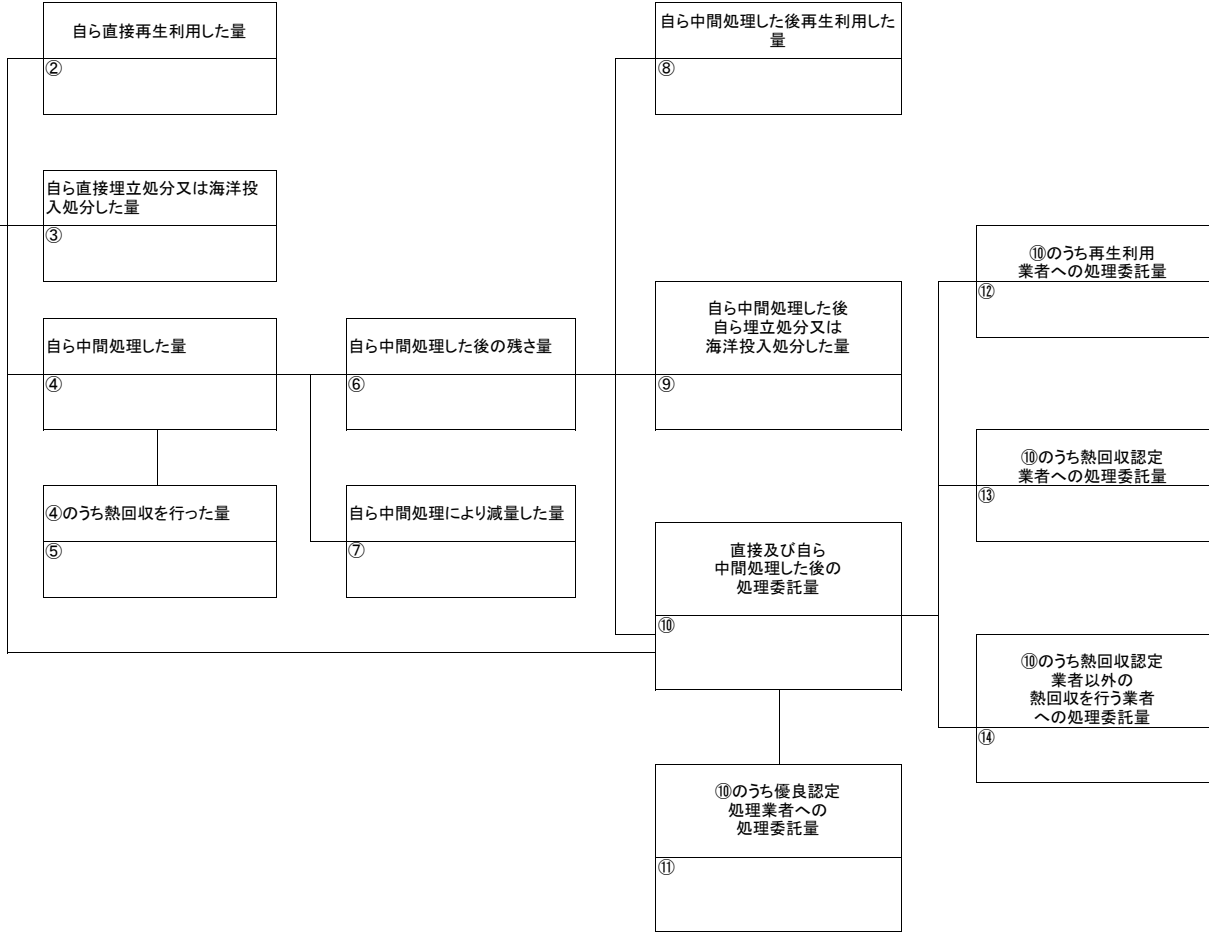 自ら直接再生利用した量
②
自ら直接埋立処分又は海洋投
入処分した量
③
自ら中間処理した量
④
④のうち熱回収を行った量
⑤
自ら中間処理した後の残さ量
⑥
自ら中間処理により減量した量
⑦
自ら中間処理した後再生利用した
量
⑧
自ら中間処理した後
自ら埋立処分又は
海洋投入処分した量
⑨
直接及び自ら
中間処理した後の
処理委託量
⑩
⑩のうち優良認定
処理業者への
処理委託量
⑪
⑩のうち再生利用
業者への処理委託量
⑫
⑩のうち熱回収認定
業者への処理委託量
⑬
⑩のうち熱回収認定
業者以外の
熱回収を行う業者
への処理委託量
⑭